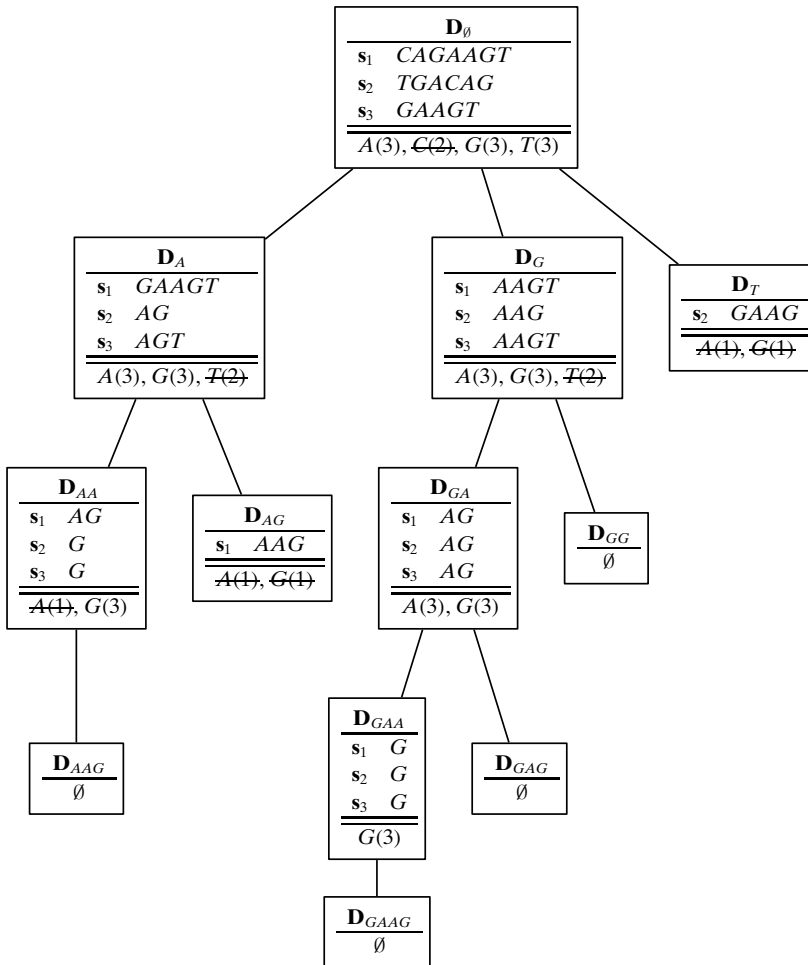 D∅
s1 CAGAAGT
s2 TGACAG
s3 GAAGT
A(3), C(2), G(3), T(3)
DA
s1 GAAGT
s2 AG
s3 AGT
A(3), G(3), T(2)
DG
s1 AAGT
s2 AAG
s3 AAGT
A(3), G(3), T(2)
DT
s2 GAAG
A(1), G(1)
DAA
s1 AG
s2 G
s3 G
A(1), G(3)
DAG
s1 AAG
A(1), G(1)
DGA
s1 AG
s2 AG
s3 AG
A(3), G(3)
DGG
∅
DAAG
∅
DGAA
s1 G
s2 G
s3 G
G(3)
DGAG
∅
DGAAG
∅